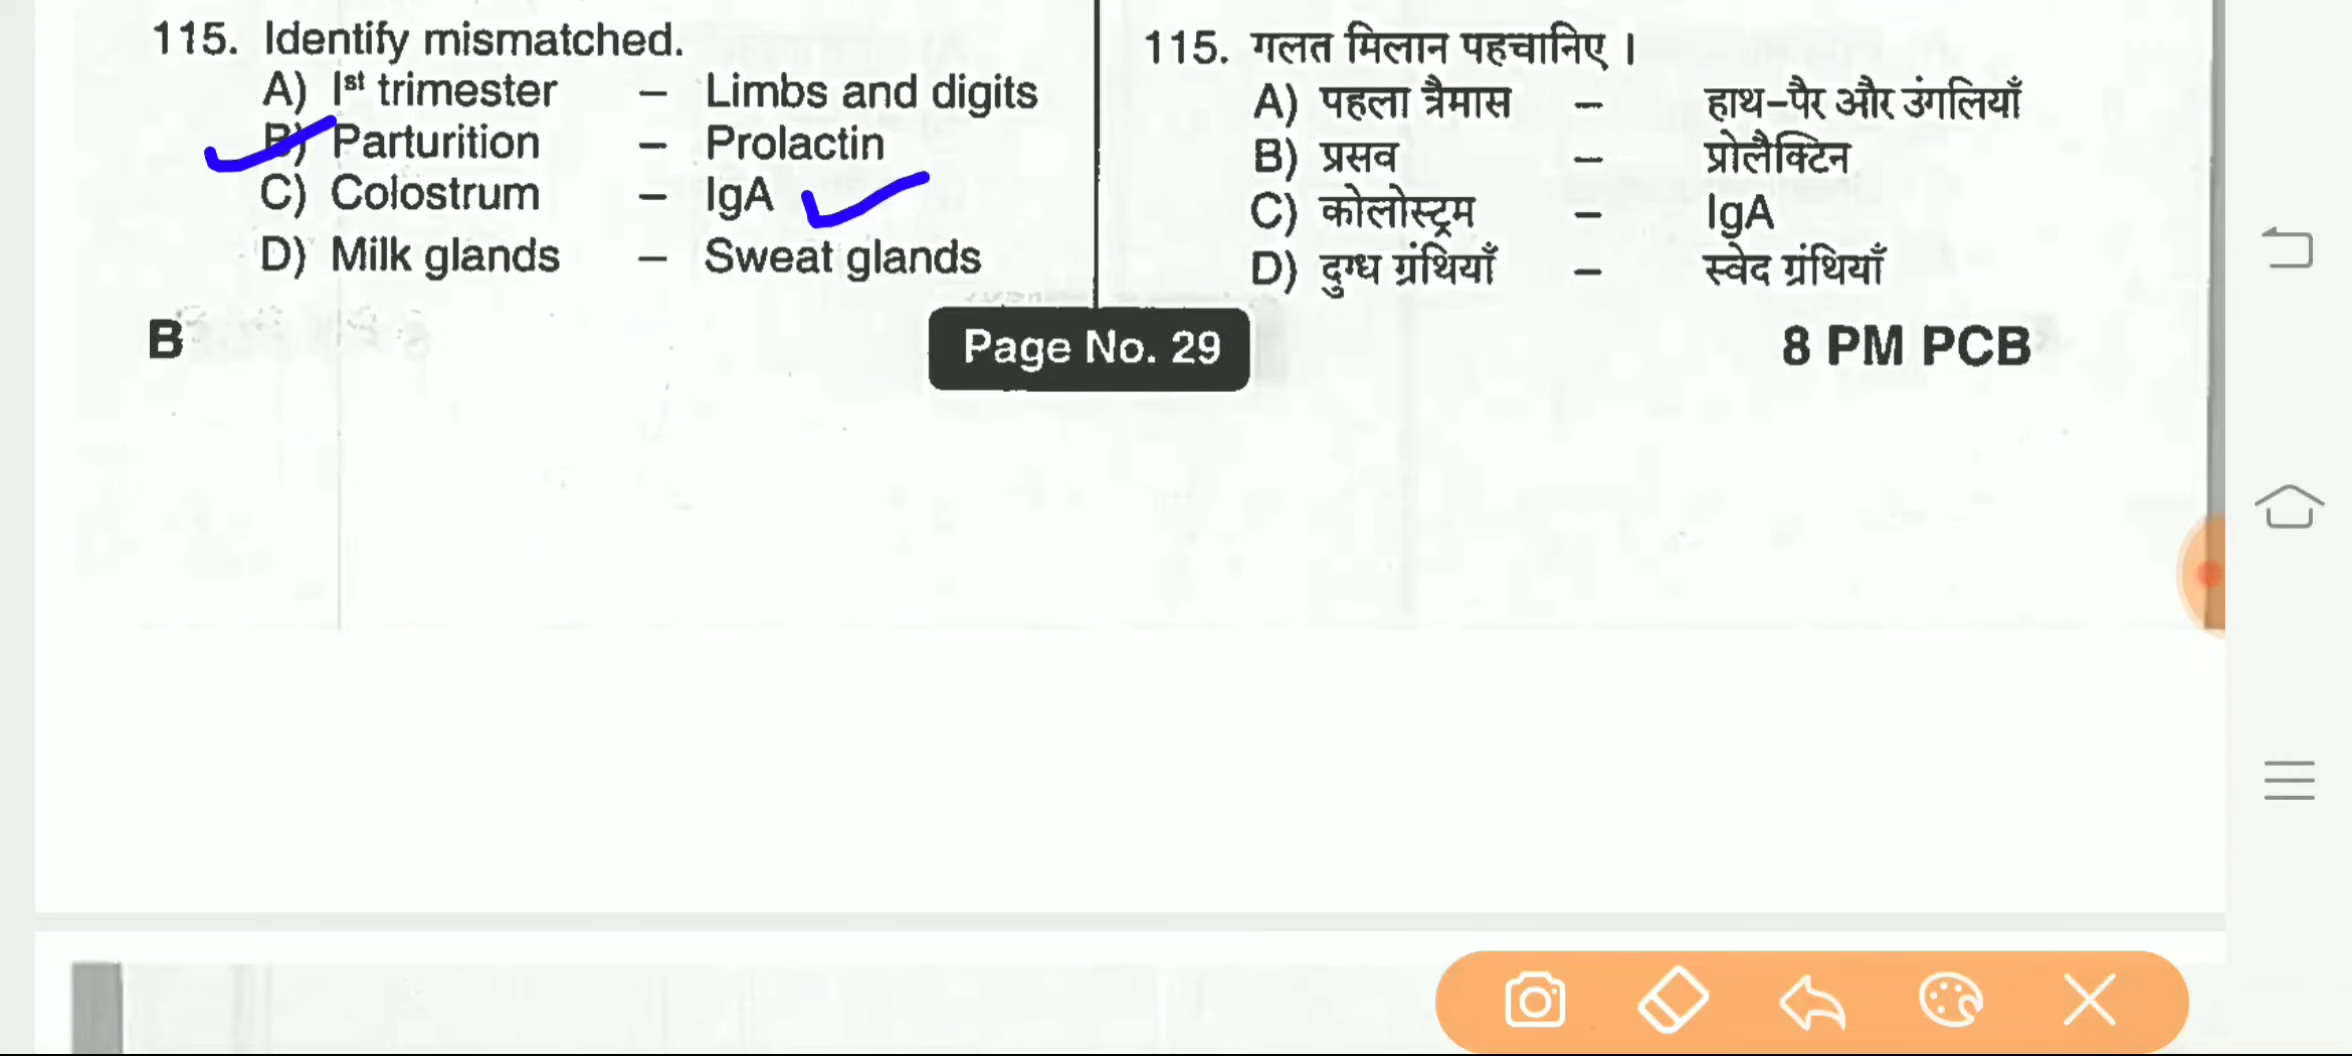 115. Identify mismatched.
A) Ist trimester – Limbs and digits
B) Parturition – Prolactin
C) Colostrum – IgA
D) Milk glands – Sweat glands
115. गलत मिलान पहचानिए ।
A) पहला त्रैमास – हाथ-पैर और उंगलियाँ
B) प्रसव – प्रोलैक्टिन
C) कोलोस्ट्रम – IgA
D) दुग्ध ग्रंथियाँ – स्वेद ग्रंथियाँ
B
Page No. 29
8 PM PCB